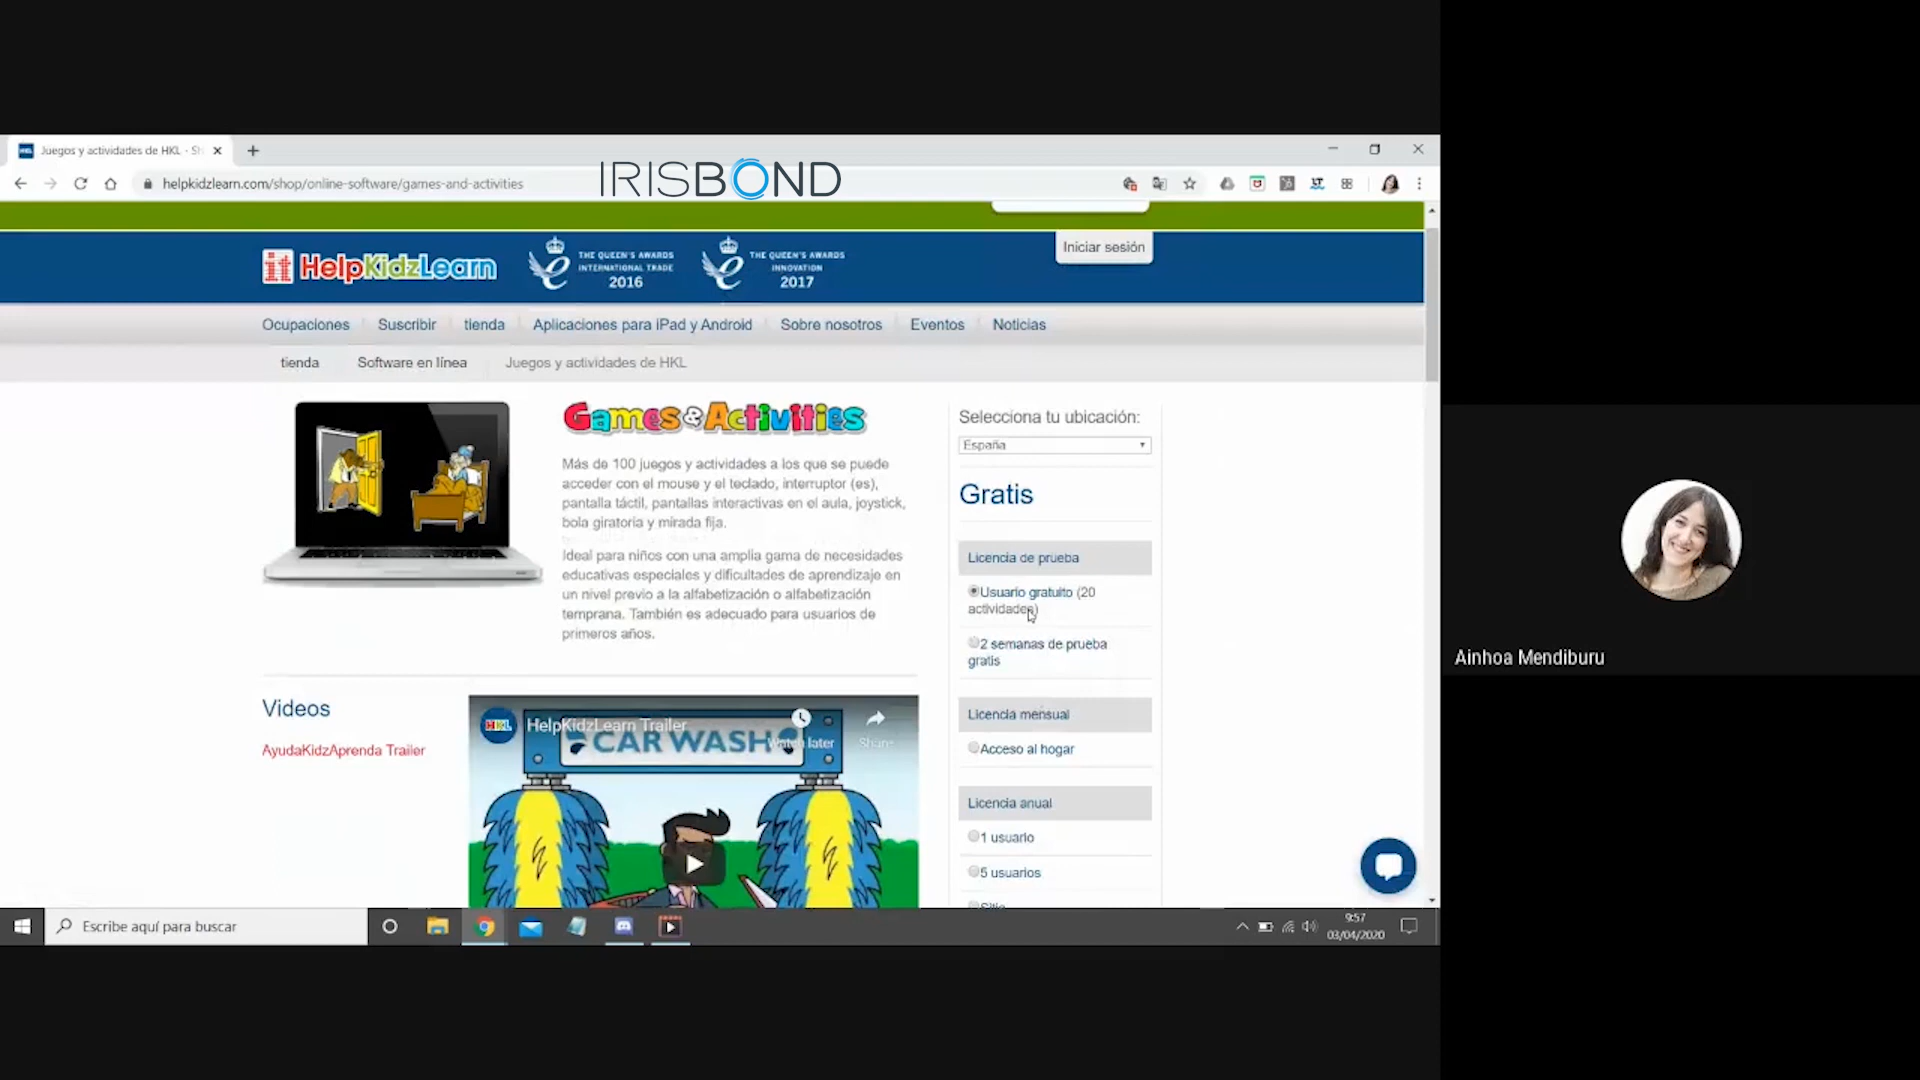 Juegos y actividades de HKL - S
IRISBOND
helpkidzlearn.com/shop/online-software/games-and-activities
Iniciar sesión
HelpKidzLearn
THE QUEEN'S AWARDS
INTERNATIONAL TRADE
2016
THE QUEEN'S AWARDS
INNOVATION
2017
Ocupaciones
Suscribir
tienda
Aplicaciones para iPad y Android
Sobre nosotros
Eventos
Noticias
tienda
Software en línea
Juegos y actividades de HKL
Games & Activities
Más de 100 juegos y actividades a los que se puede
acceder con el mouse y el teclado, interruptor (es),
pantalla táctil, pantallas interactivas en el aula, joystick,
bola giratoria y mirada fija.
Ideal para niños con una amplia gama de necesidades
educativas especiales y dificultades de aprendizaje en
un nivel previo a la alfabetización o alfabetización
temprana. También es adecuado para usuarios de
primeros años.
Selecciona tu ubicación:
España
Gratis
Licencia de prueba
Usuario gratuito (20
actividades)
2 semanas de prueba
gratis
Licencia mensual
Acceso al hogar
Licencia anual
1 usuario
5 usuarios
Sitio
Videos
AyudaKidzAprenda Trailer
HKL
HelpKidzLearn Trailer
Watch later
Share
CAR WASH
Ainhoa Mendiburu
Escribe aquí para buscar
9:57
03/04/2020